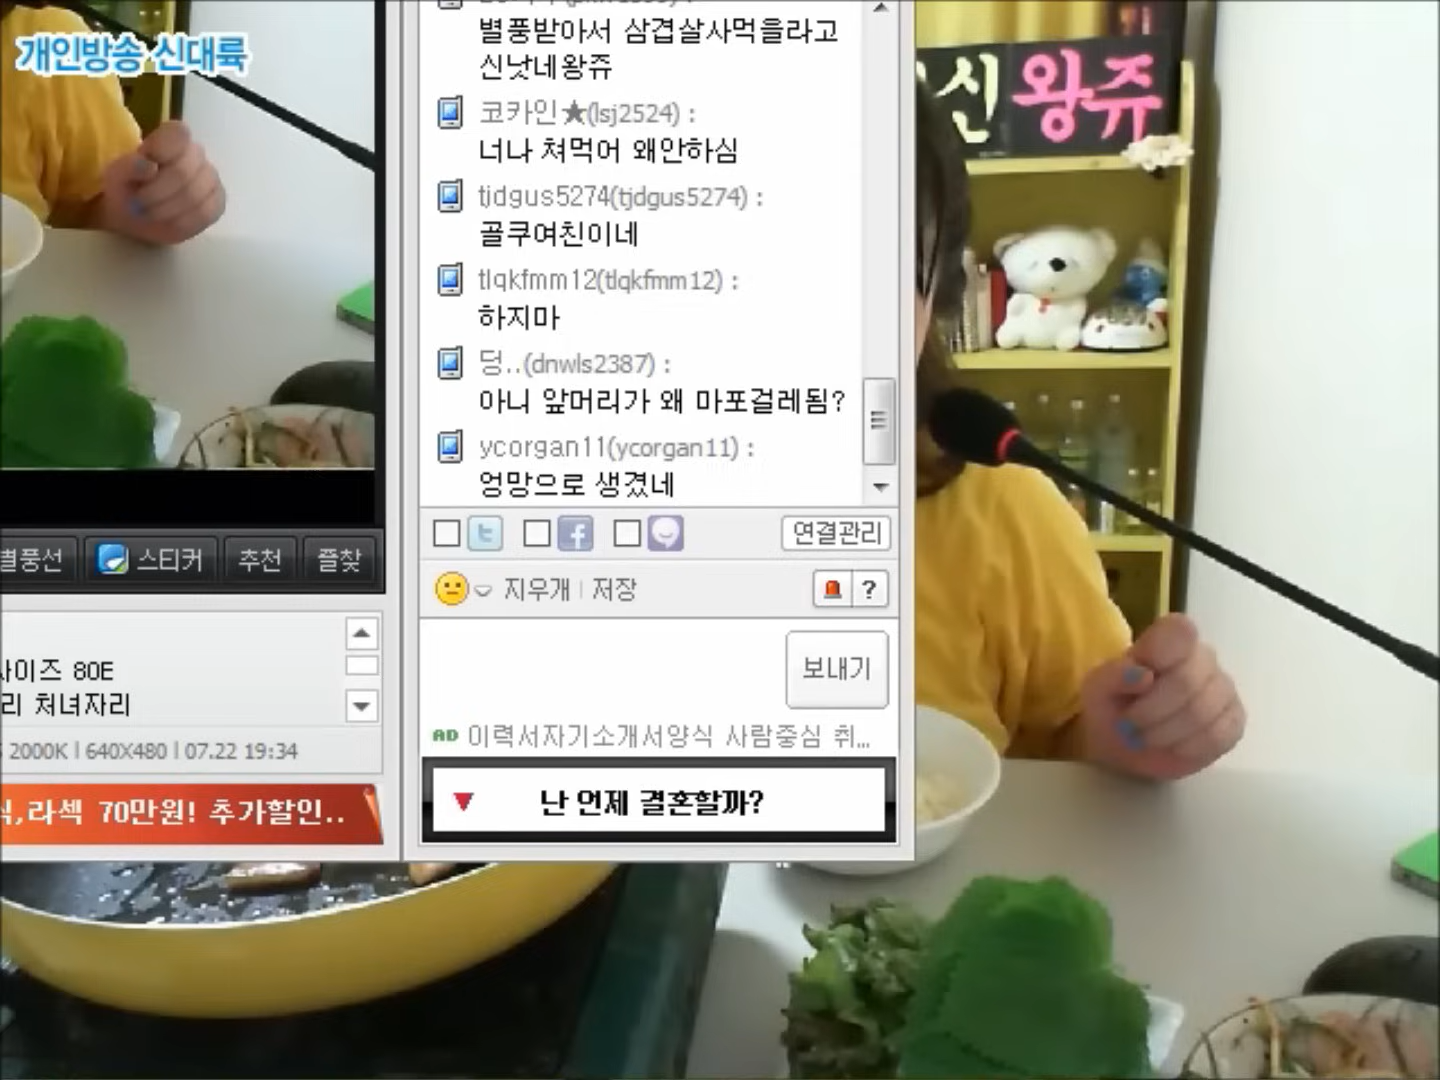 개인방송 신대륙
별풍받아서 삼겹살사먹을라고
신낫네왕쥬
코카인★(lsj2524) :
너나 쳐먹어 왜안하심
tjdgus5274(tjdgus5274) :
골쿠여친이네
tlqkfmm12(tlqkfmm12) :
하지마
덩..(dnwls2387) :
아니 앞머리가 왜 마포걸레됨?
ycorgan11(ycorgan11) :
엉망으로 생겼네
연결관리
지우개 | 저장
?
보내기
AD 이력서자기소개서양식 사람중심 취...
▼ 난 언제 결혼할까?
별풍선
스티커
추천
즐찾
사이즈 80E
리 처녀자리
2000K | 640X480 | 07.22 19:34
,라섹 70만원! 추가할인..
신 왕쥬